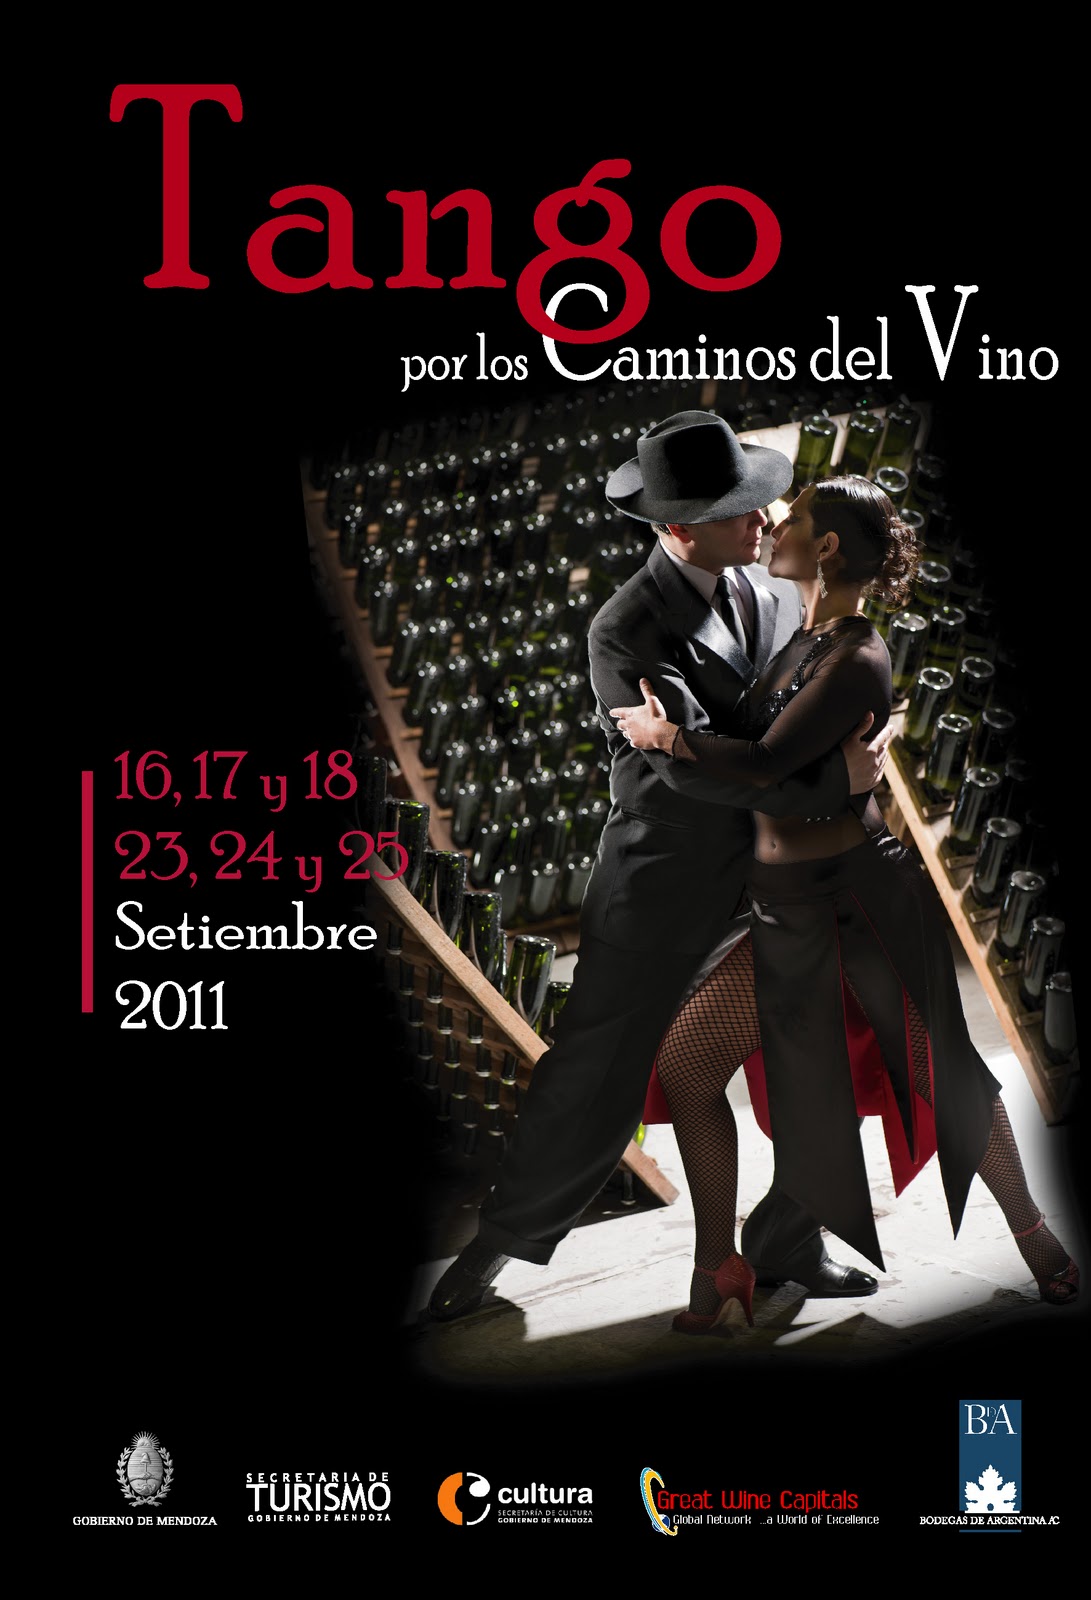 Tango
por los Caminos del Vino
16, 17 y 18
23, 24 y 25
Setiembre
2011
GOBIERNO DE MENDOZA
SECRETARIA DE
TURISMO
GOBIERNO DE MENDOZA
cultura
SECRETARÍA DE CULTURA
GOBIERNO DE MENDOZA
Great Wine Capitals
Global Network ...a World of Excellence
BDA
BODEGAS DE ARGENTINA AC